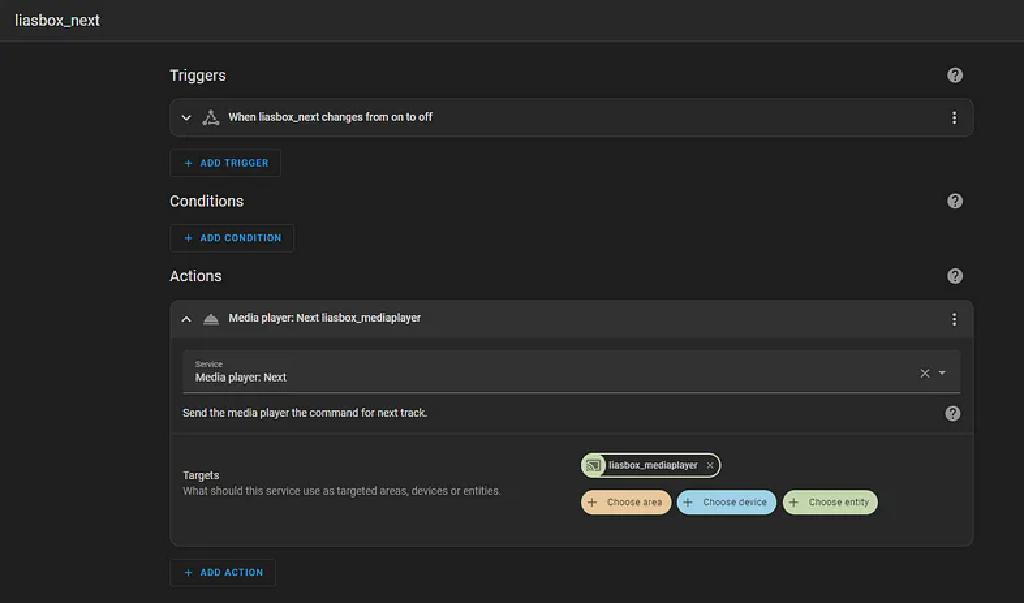 liasbox_next
Triggers
When liasbox_next changes from on to off
+ ADD TRIGGER
Conditions
+ ADD CONDITION
Actions
Media player: Next liasbox_mediaplayer
Service
Media player: Next
Send the media player the command for next track.
Targets
What should this service use as targeted areas, devices or entities.
liasbox_mediaplayer
+ Choose area
+ Choose device
+ Choose entity
+ ADD ACTION